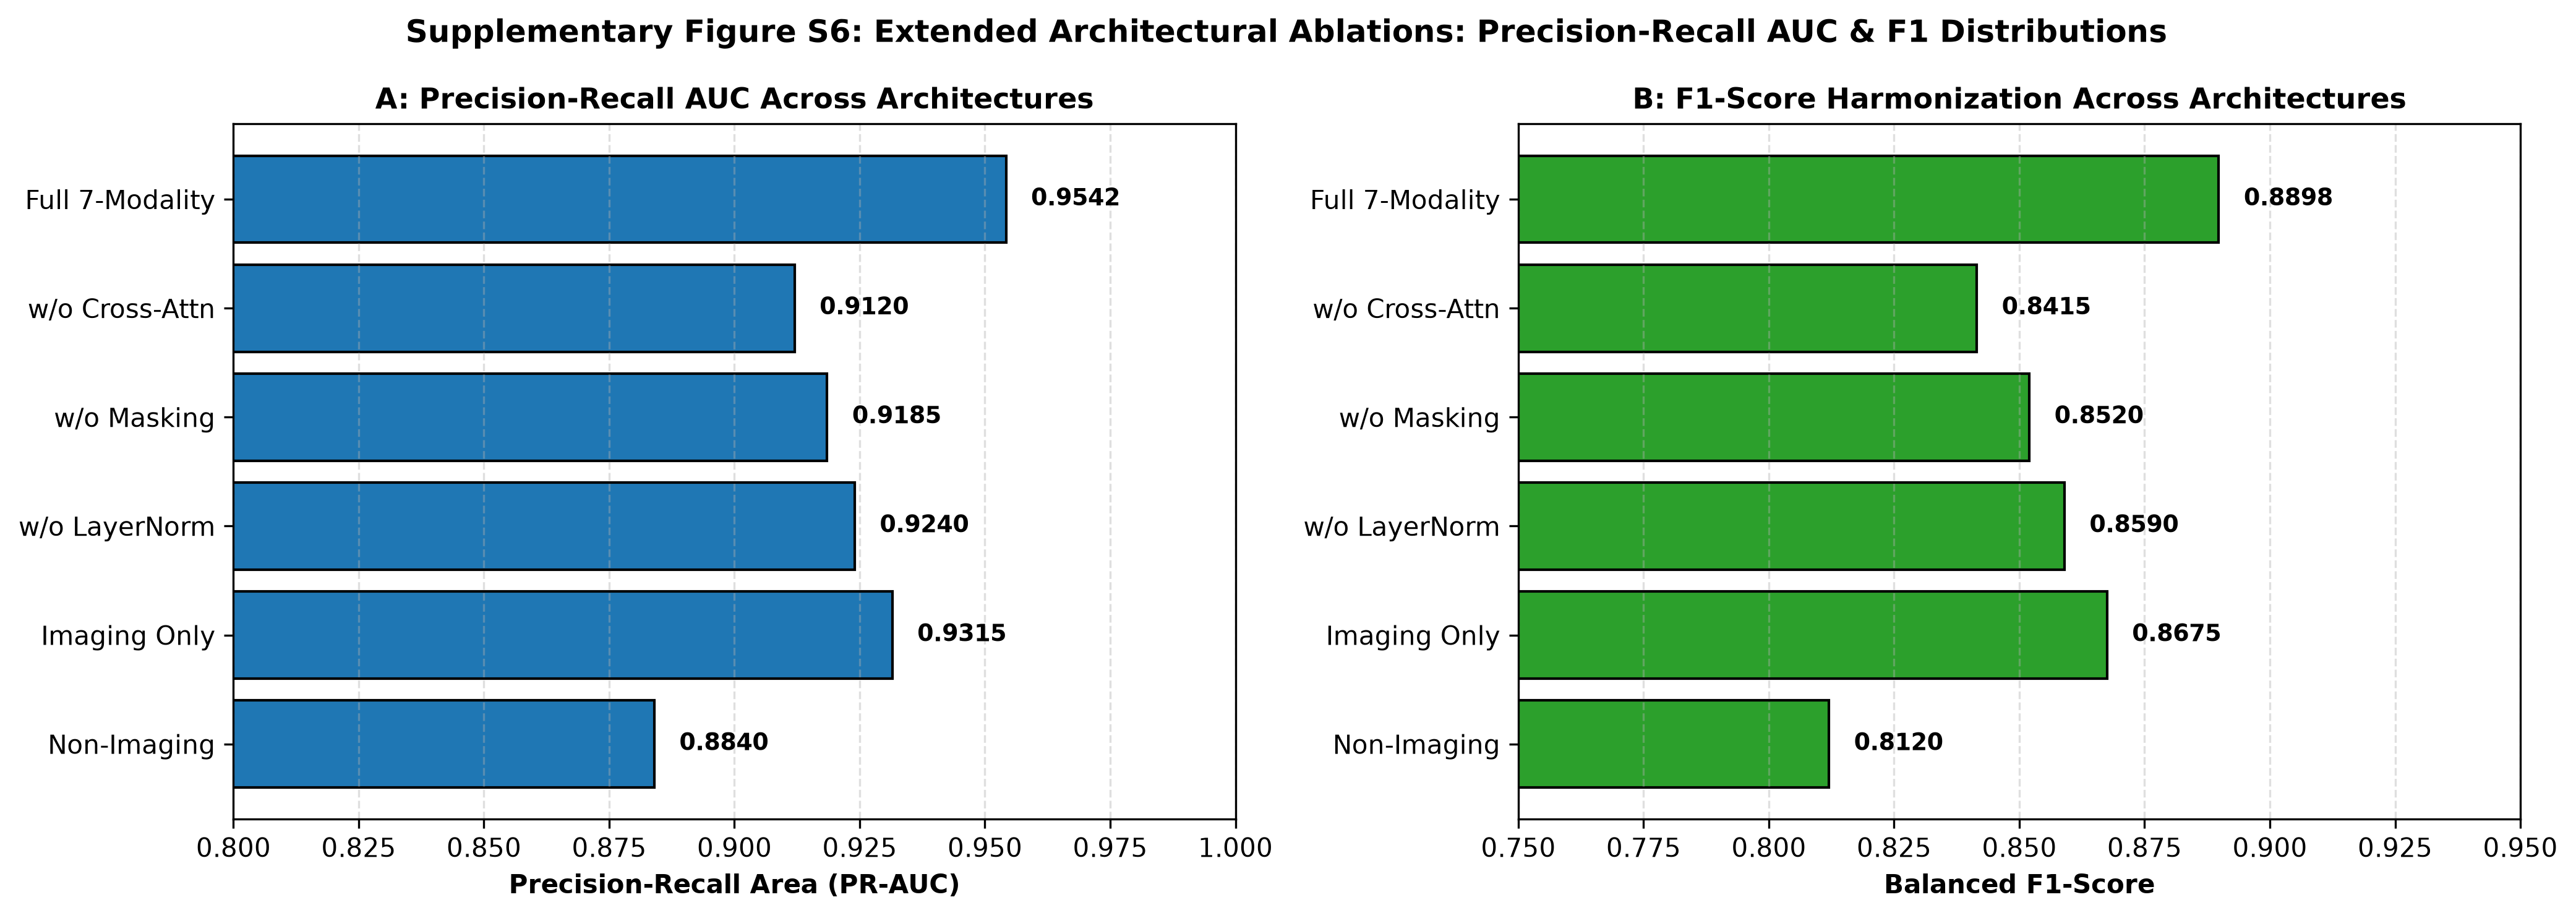 Supplementary Figure S6: Extended Architectural Ablations: Precision-Recall AUC & F1 Distributions
A: Precision-Recall AUC Across Architectures
Full 7-Modality
0.9542
w/o Cross-Attn
0.9120
w/o Masking
0.9185
w/o LayerNorm
0.9240
Imaging Only
0.9315
Non-Imaging
0.8840
0.800 0.825 0.850 0.875 0.900 0.925 0.950 0.975 1.000
Precision-Recall Area (PR-AUC)
B: F1-Score Harmonization Across Architectures
Full 7-Modality
0.8898
w/o Cross-Attn
0.8415
w/o Masking
0.8520
w/o LayerNorm
0.8590
Imaging Only
0.8675
Non-Imaging
0.8120
0.750 0.775 0.800 0.825 0.850 0.875 0.900 0.925 0.950
Balanced F1-Score